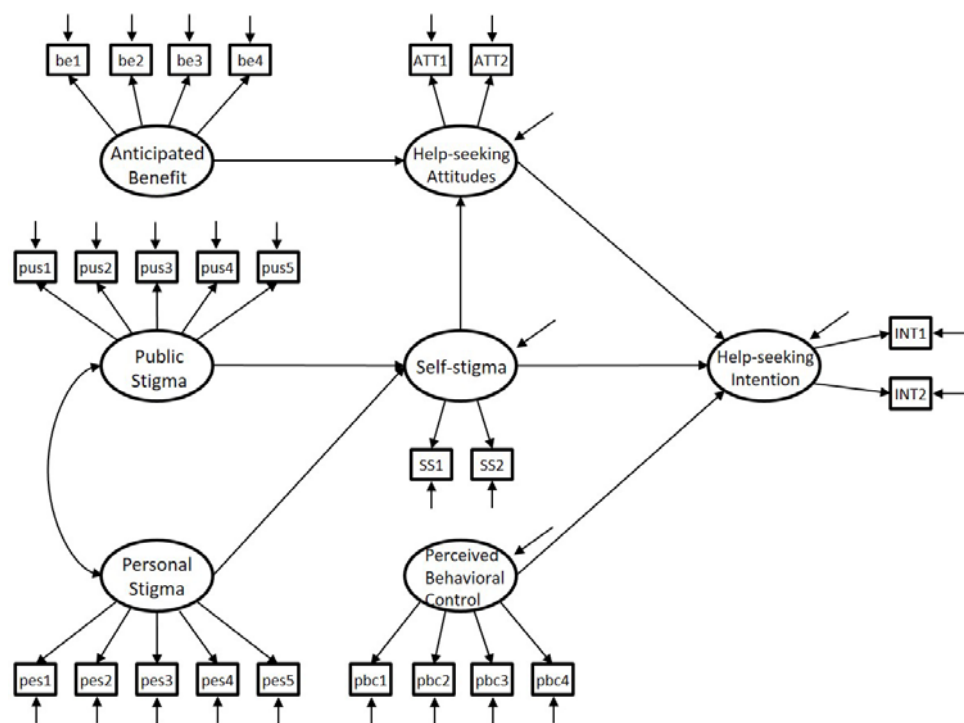 be1 be2 be3 be4 ATT1 ATT2
Anticipated
Benefit
Help-seeking
Attitudes
pus1 pus2 pus3 pus4 pus5
Public
Stigma
Self-stigma
Help-seeking
Intention
INT1
INT2
SS1 SS2
Personal
Stigma
Perceived
Behavioral
Control
pes1 pes2 pes3 pes4 pes5 pbc1 pbc2 pbc3 pbc4